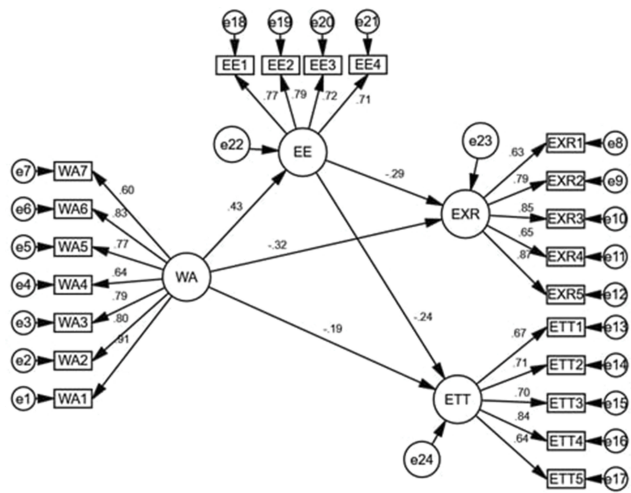 e18 e19 e20 e21
EE1 EE2 EE3 EE4
.77 .79 .72 .71
e22 EE e23
e7 WA7 .60
e6 WA6 .83
e5 WA5 .77
e4 WA4 .64
e3 WA3 .79
e2 WA2 .80
e1 WA1 .91
WA
.43
-.29
-.32
-.19
-.24
EXR
.63 EXR1 e8
.79 EXR2 e9
.85 EXR3 e10
.65 EXR4 e11
.87 EXR5 e12
ETT
.67 ETT1 e13
.71 ETT2 e14
.70 ETT3 e15
.84 ETT4 e16
.64 ETT5 e17
e24